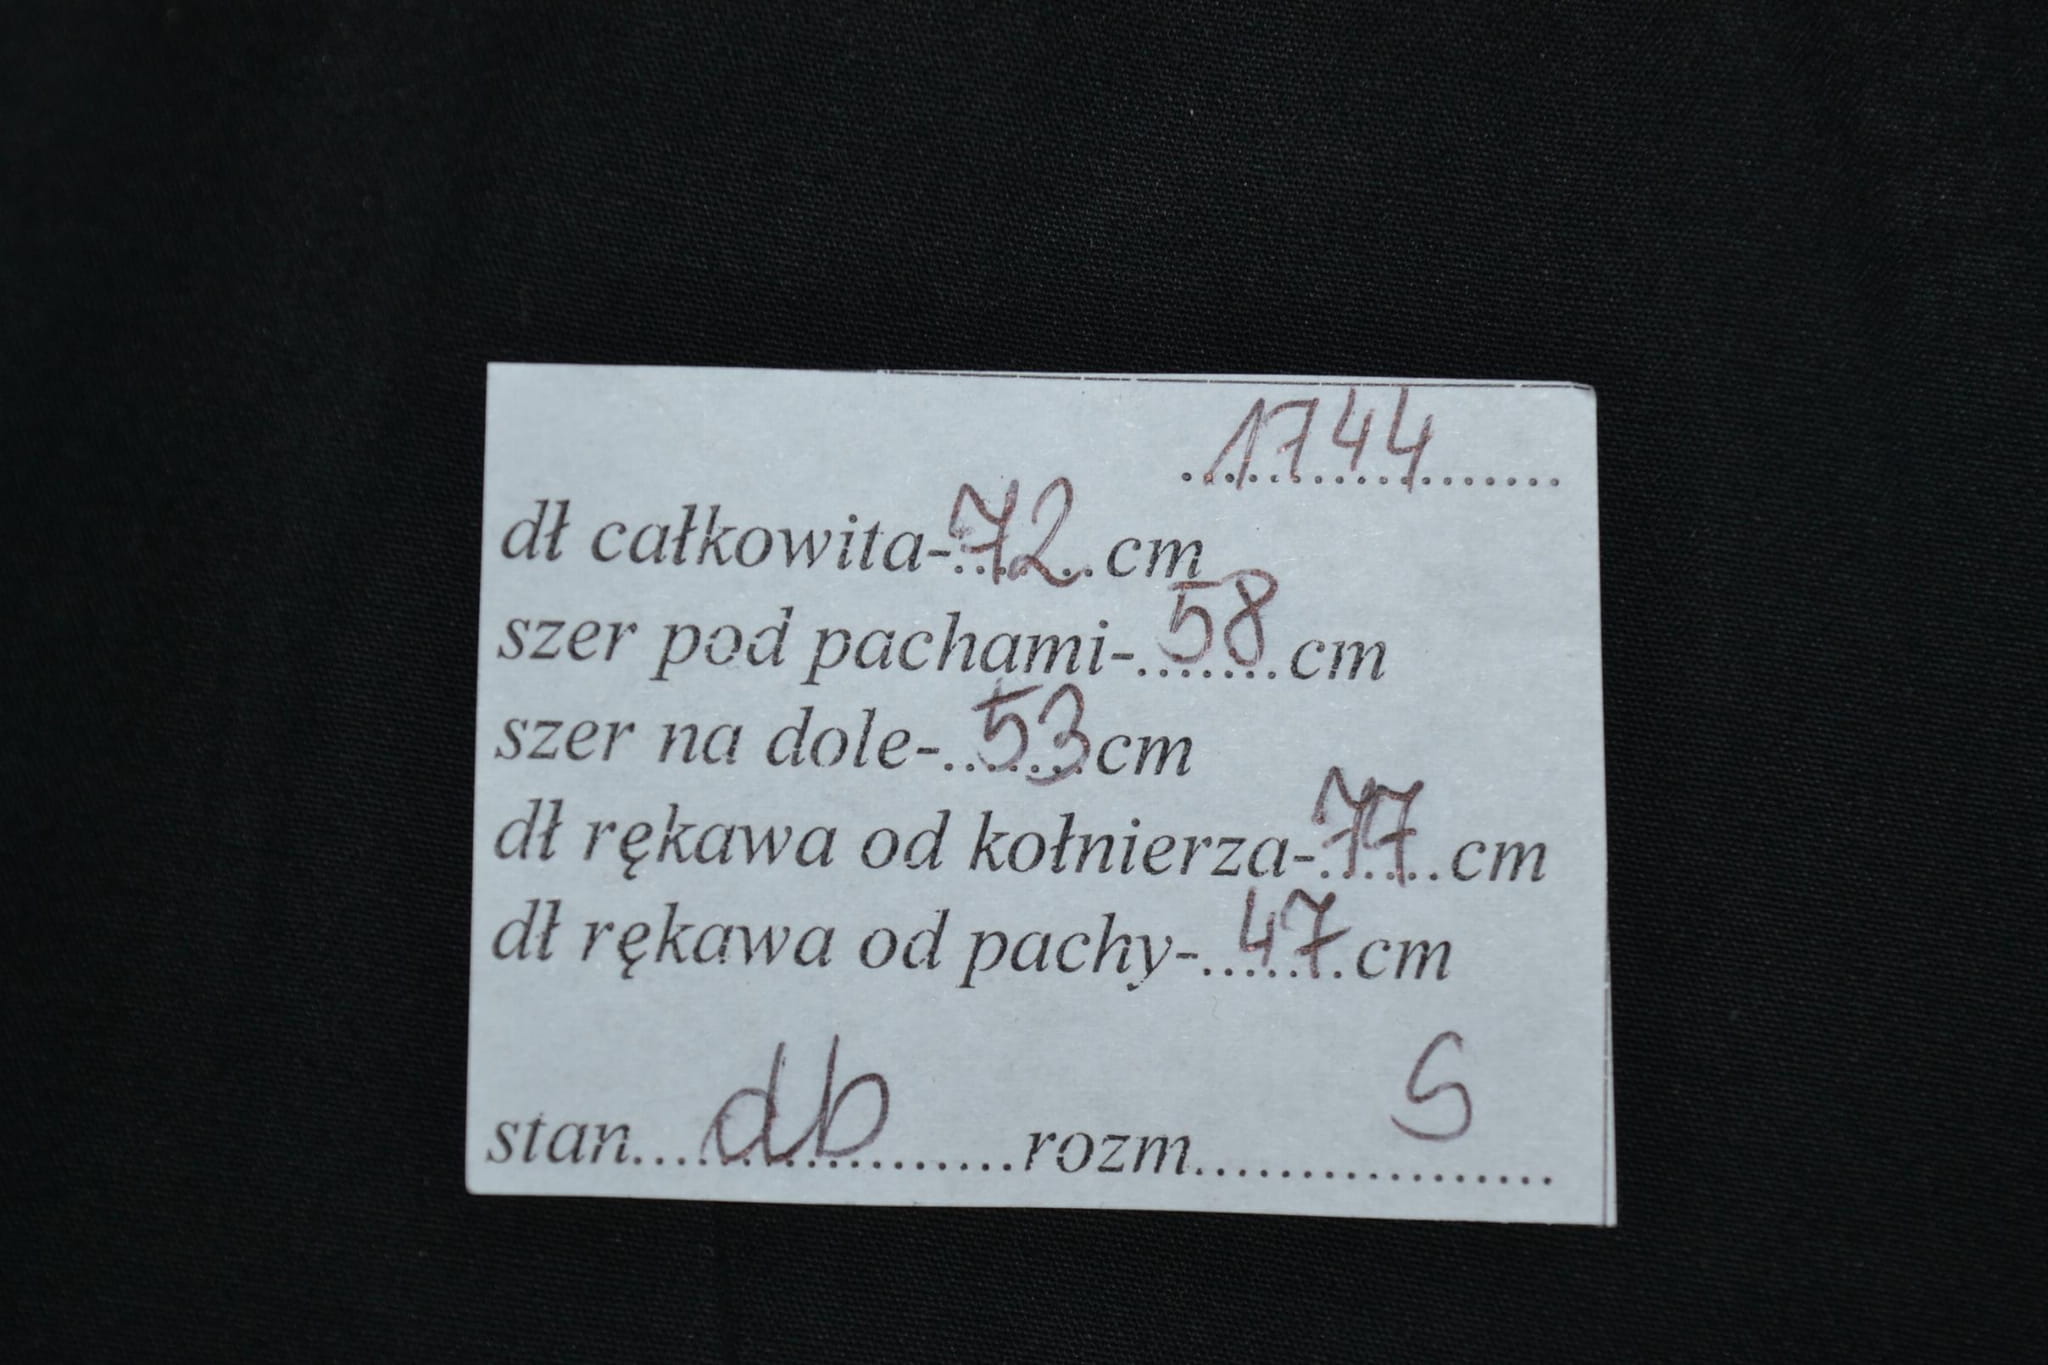 1744
dł całkowita-72cm
szer pod pachami-58cm
szer na dole-53cm
dł rękawa od kołnierza-77cm
dł rękawa od pachy-47cm
stan...db...rozm...S